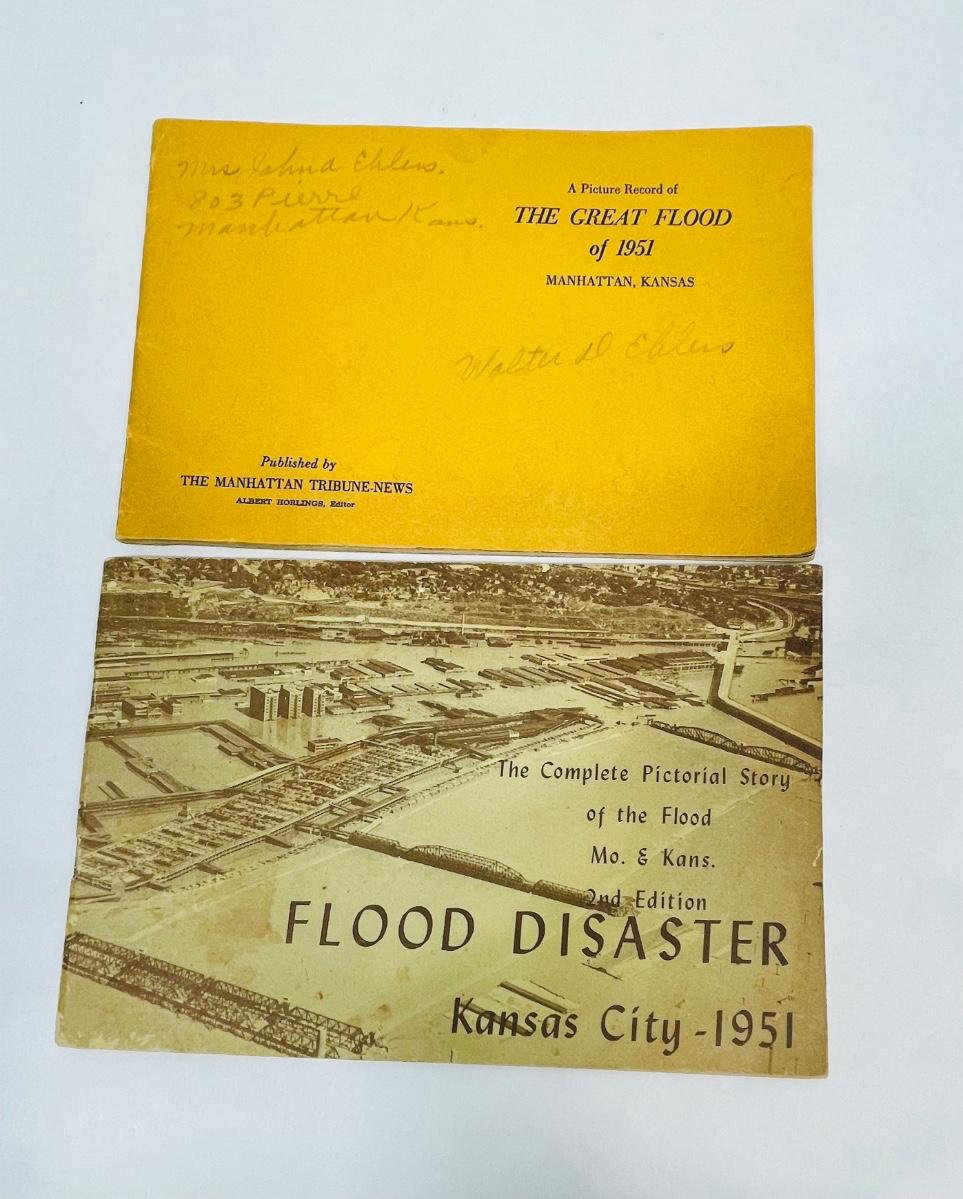 Mrs John d Ehlers.
803 Pierre
Manhattan Kans.
A Picture Record of
THE GREAT FLOOD
of 1951
MANHATTAN, KANSAS
Walter D Ehlers
Published by
THE MANHATTAN TRIBUNE-NEWS
ALBERT HORLINGS, Editor
The Complete Pictorial Story
of the Flood
Mo. & Kans.
2nd Edition
FLOOD DISASTER
Kansas City - 1951